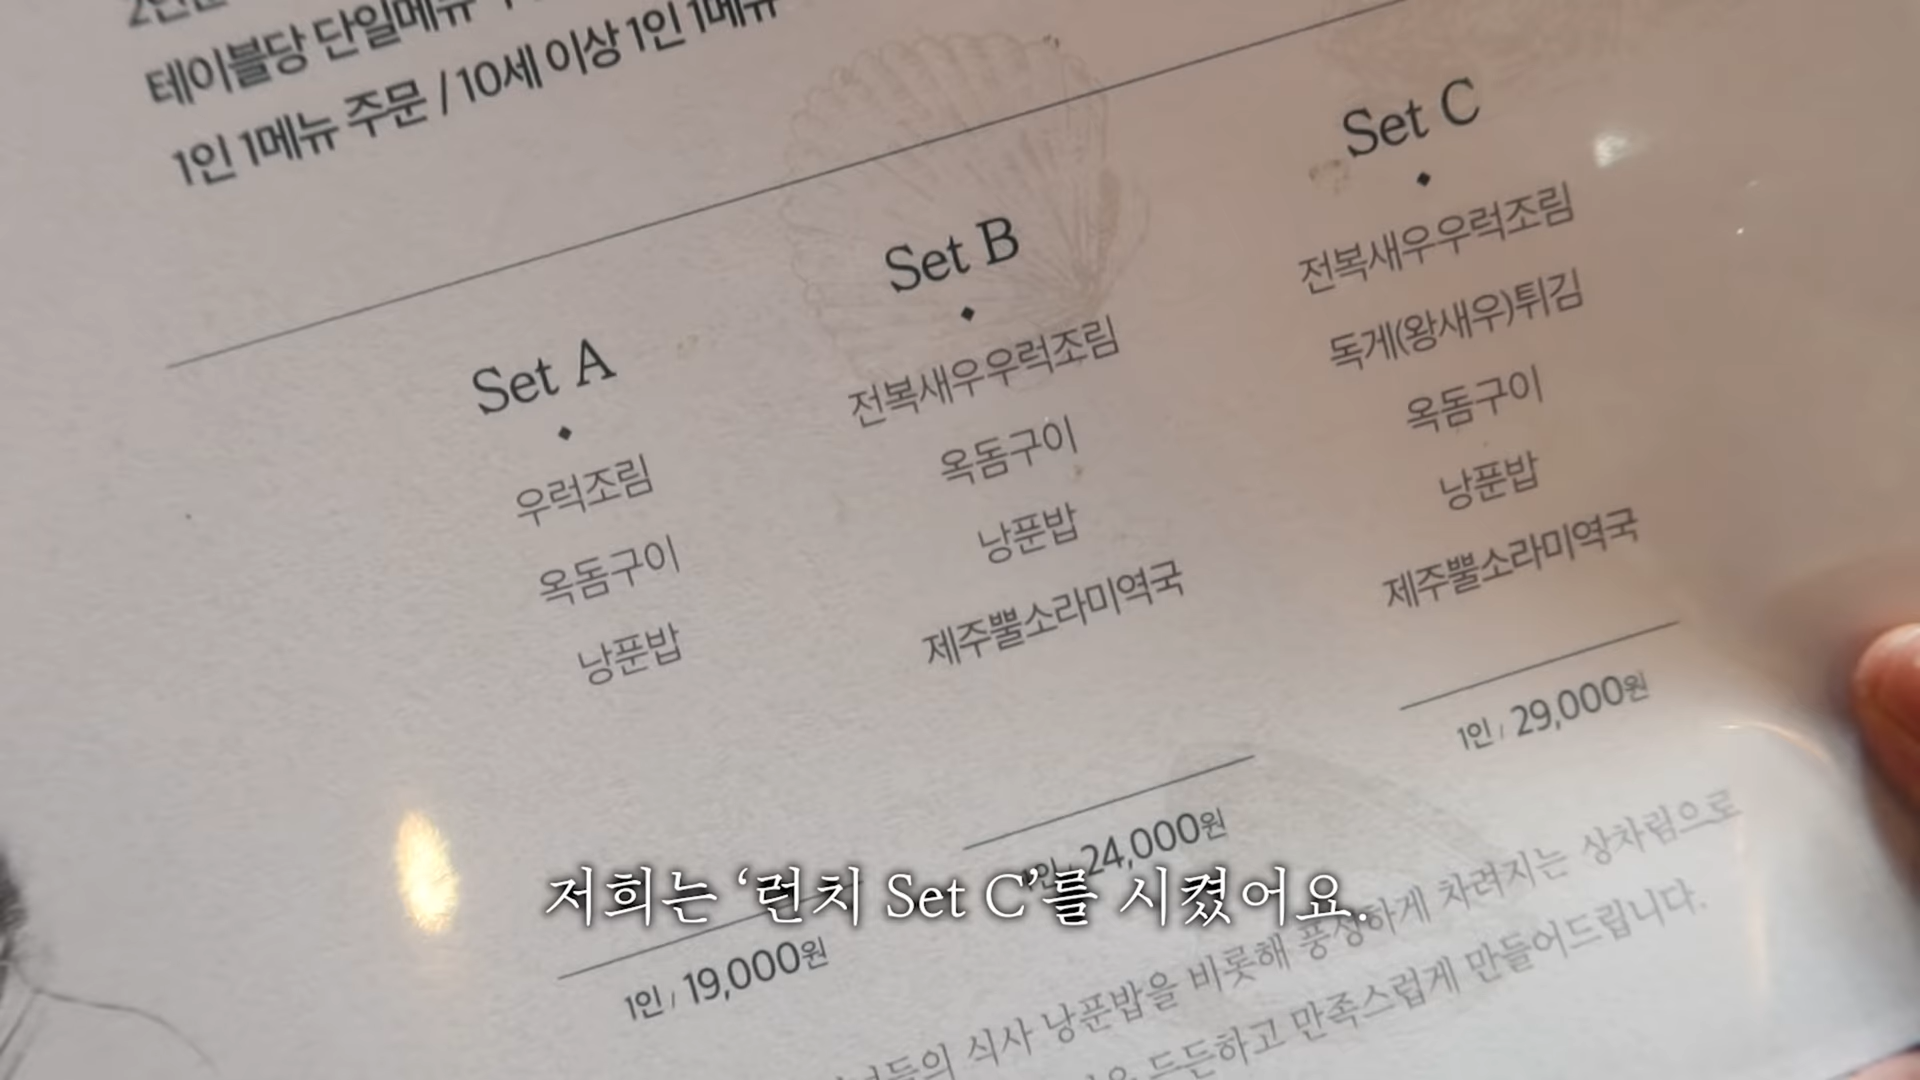 테이블당 단일메뉴
1인 1메뉴 주문 / 10세 이상 1인 1메뉴
Set A
우럭조림
옥돔구이
낭푼밥
1인 / 19,000원
Set B
전복새우우럭조림
옥돔구이
낭푼밥
제주뿔소라미역국
24,000원
Set C
전복새우우럭조림
독게(왕새우)튀김
옥돔구이
낭푼밥
제주뿔소라미역국
1인 / 29,000원
식사 낭푼밥을 비롯해 풍성하게 차려지는 상차림으로
든든하고 만족스럽게 만들어드립니다.
저희는 ‘런치 Set C’를 시켰어요.